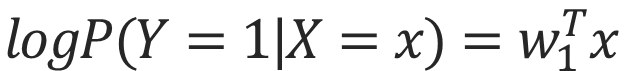 logP(Y = 1|X = x) = w₁ᵀx